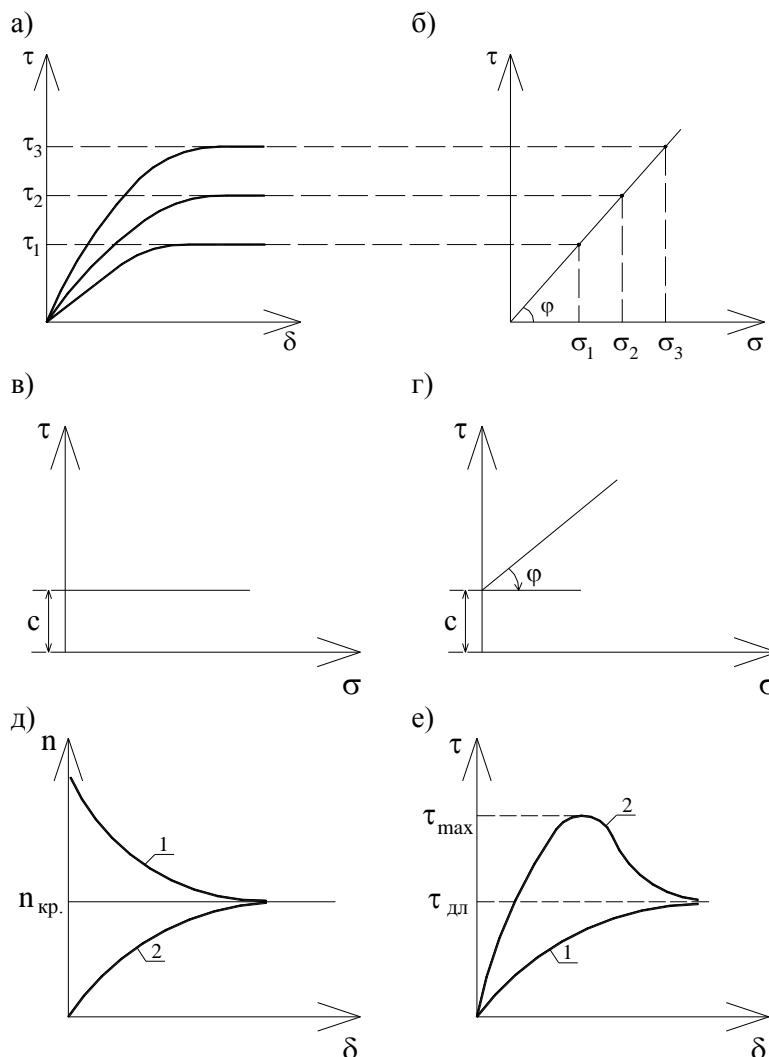 а)
б)
τ
τ
τ3
τ2
τ1
φ
δ
σ1 σ2 σ3 σ
в)
г)
τ
τ
φ
c
c
σ
σ
д)
е)
n
τ
1
2
τmax
nкр.
τдл
2
1
δ
δ